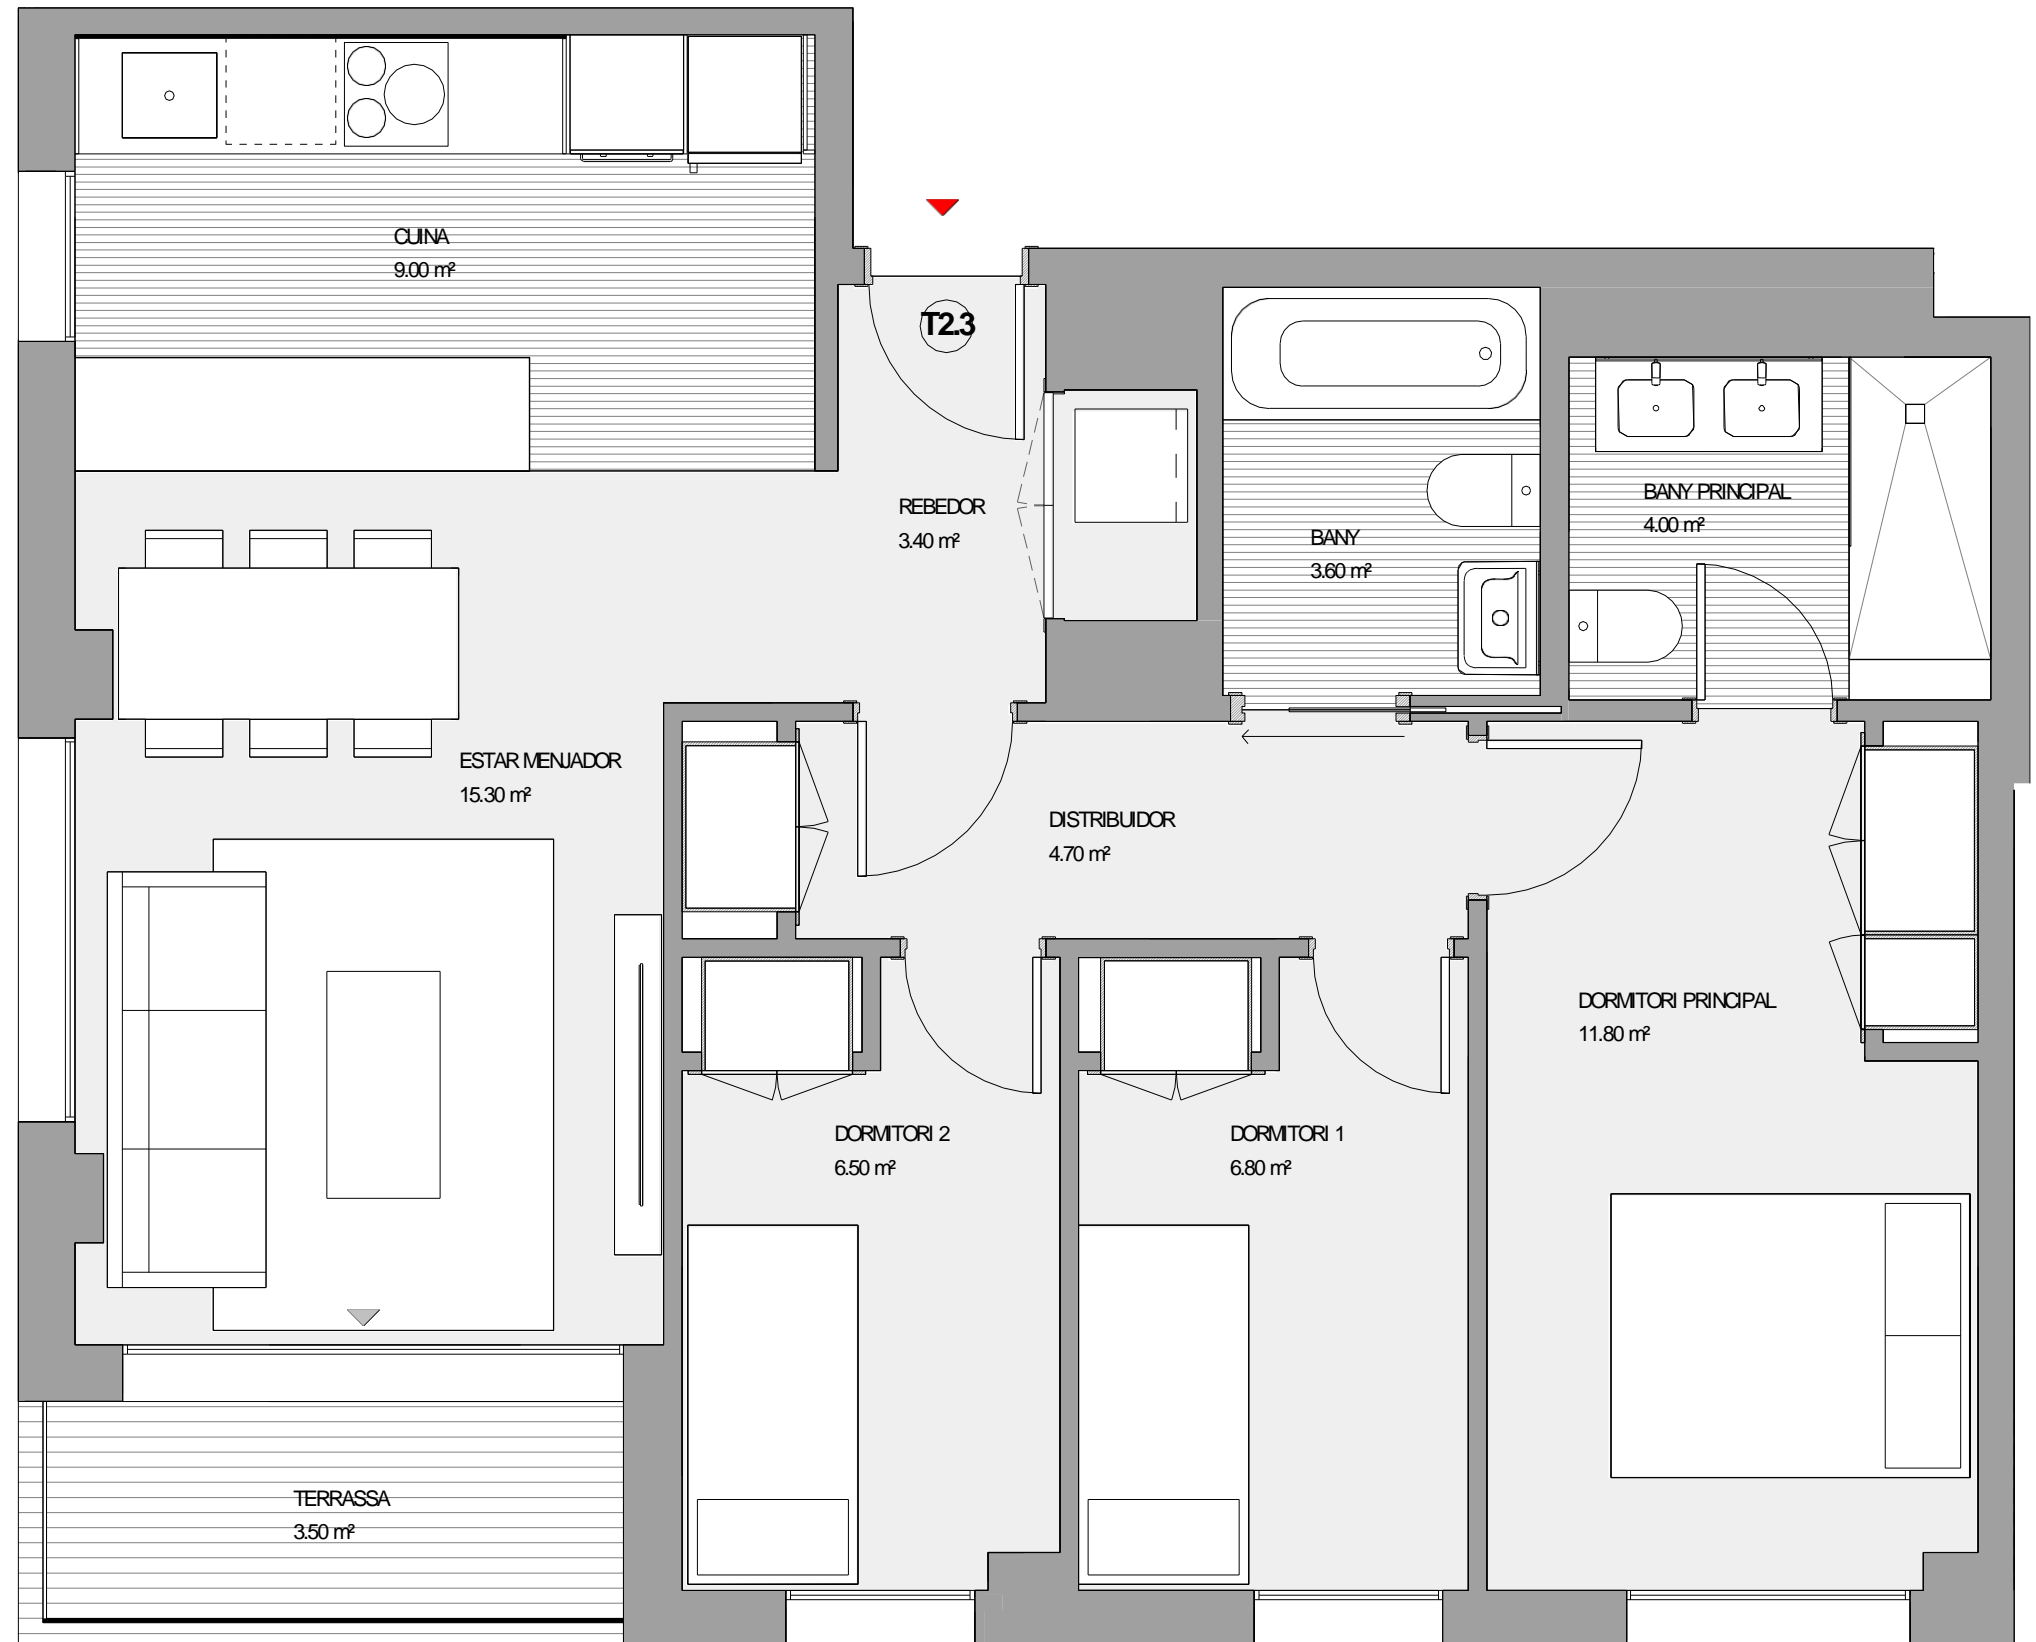 CUINA
9.00 m²
T2.3
REBEDOR
3.40 m²
BANY
3.60 m²
BANY PRINCIPAL
4.00 m²
ESTAR MENJADOR
15.30 m²
DISTRIBUIDOR
4.70 m²
DORMITORI PRINCIPAL
11.80 m²
DORMITORI 2
6.50 m²
DORMITORI 1
6.80 m²
TERRASSA
3.50 m²